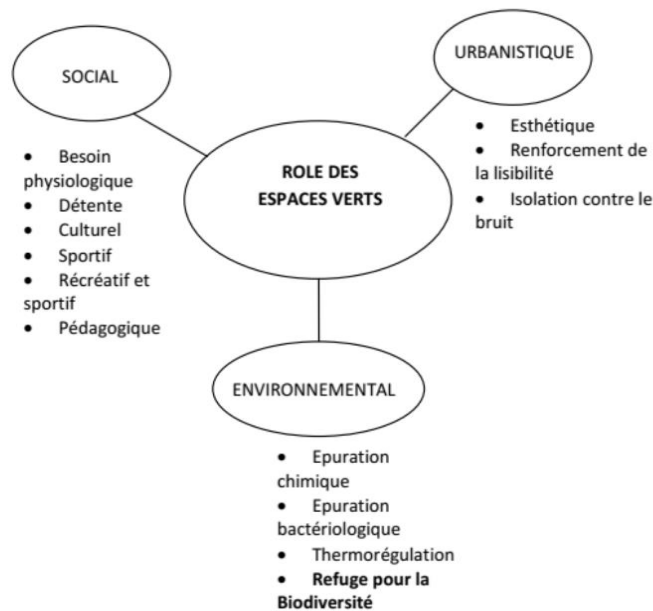 SOCIAL
• Besoin
physiologique
• Détente
• Culturel
• Sportif
• Récréatif et
sportif
• Pédagogique
URBANISTIQUE
• Esthétique
• Renforcement de
la lisibilité
• Isolation contre le
bruit
ROLE DES
ESPACES VERTS
ENVIRONNEMENTAL
• Epuration
chimique
• Epuration
bactériologique
• Thermorégulation
• Refuge pour la
Biodiversité